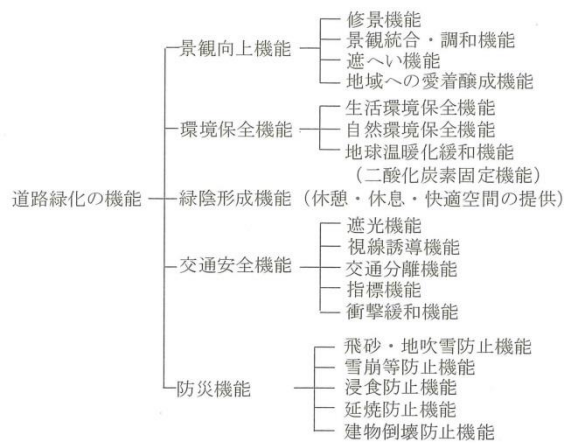 道路緑化の機能
景観向上機能
修景機能
景観統合・調和機能
遮へい機能
地域への愛着醸成機能
環境保全機能
生活環境保全機能
自然環境保全機能
地球温暖化緩和機能
（二酸化炭素固定機能）
緑陰形成機能（休憩・休息・快適空間の提供）
交通安全機能
遮光機能
視線誘導機能
交通分離機能
指標機能
衝撃緩和機能
防災機能
飛砂・地吹雪防止機能
雪崩等防止機能
浸食防止機能
延焼防止機能
建物倒壊防止機能